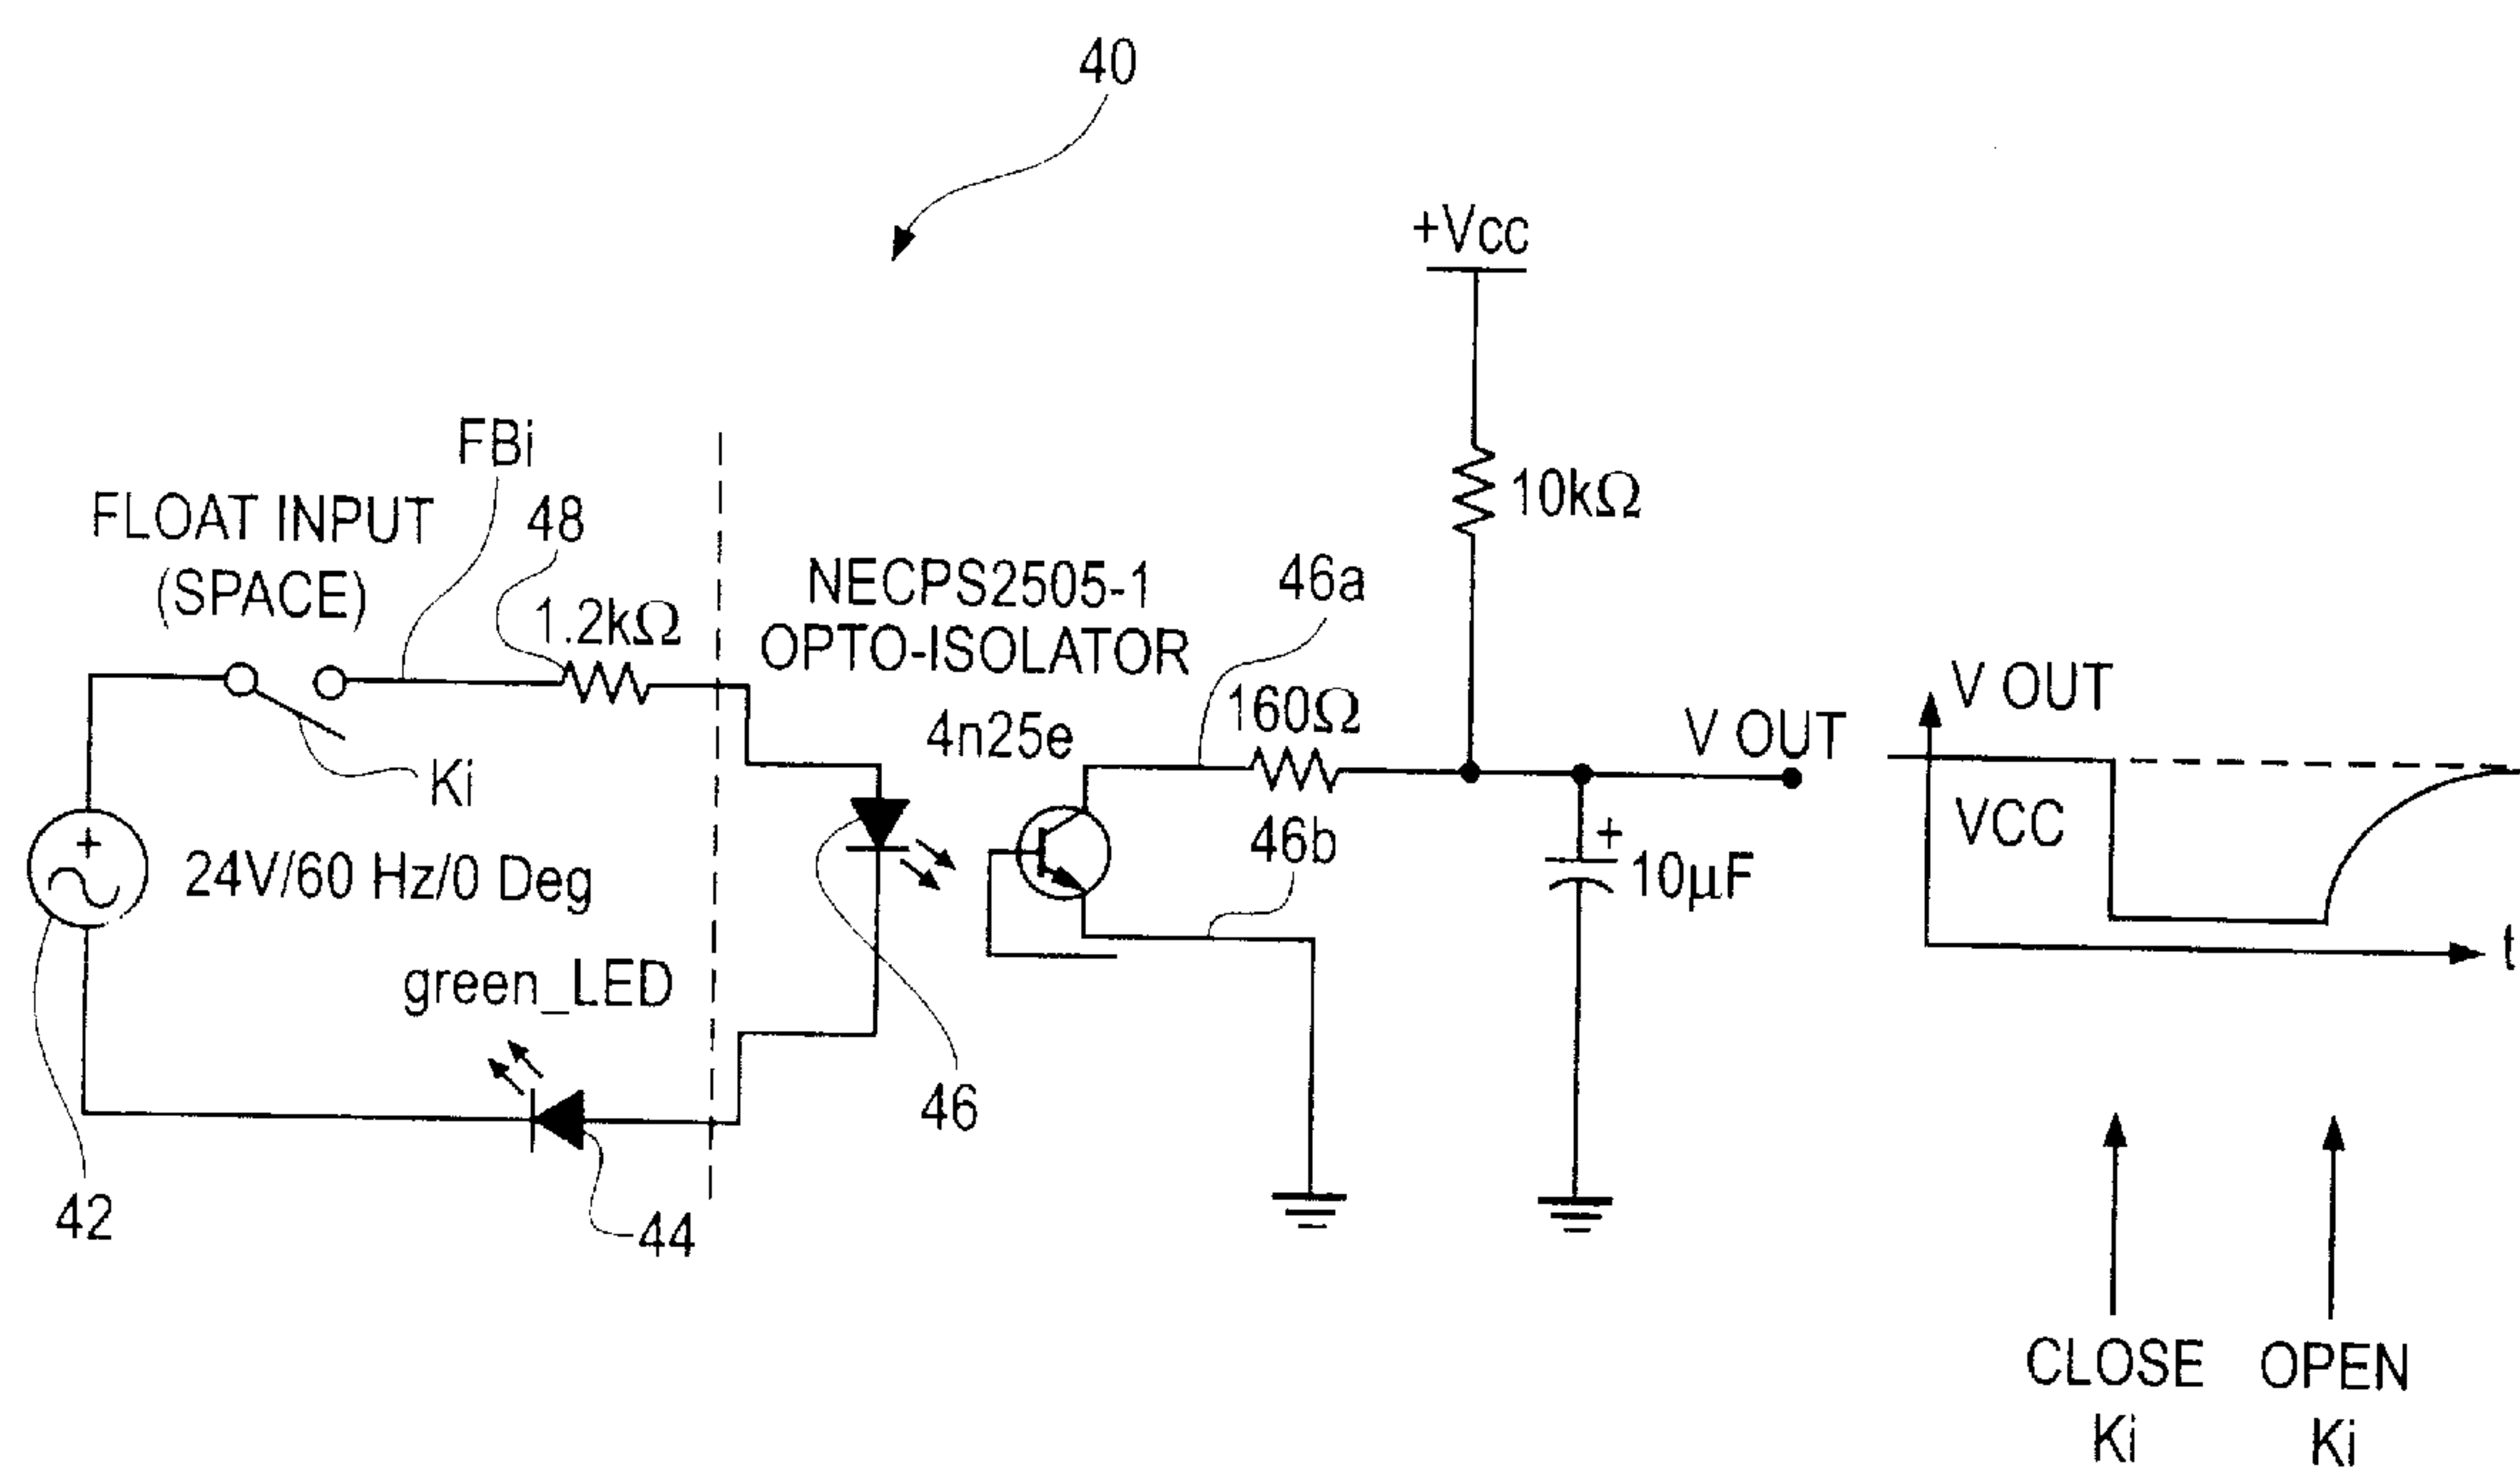 40
+Vcc
FBi
FLOAT INPUT
(SPACE)
48
1.2kΩ
10kΩ
NECPS2505-1
OPTO-ISOLATOR
4n25e
46a
160Ω
V OUT
V OUT
Ki
VCC
46b
+
24V/60 Hz/0 Deg
+
10µF
green_LED
t
46
42
44
CLOSE
Ki
OPEN
Ki